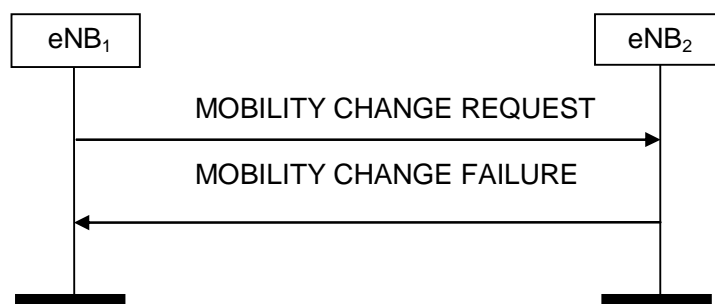 eNB₁
eNB₂
MOBILITY CHANGE REQUEST
MOBILITY CHANGE FAILURE